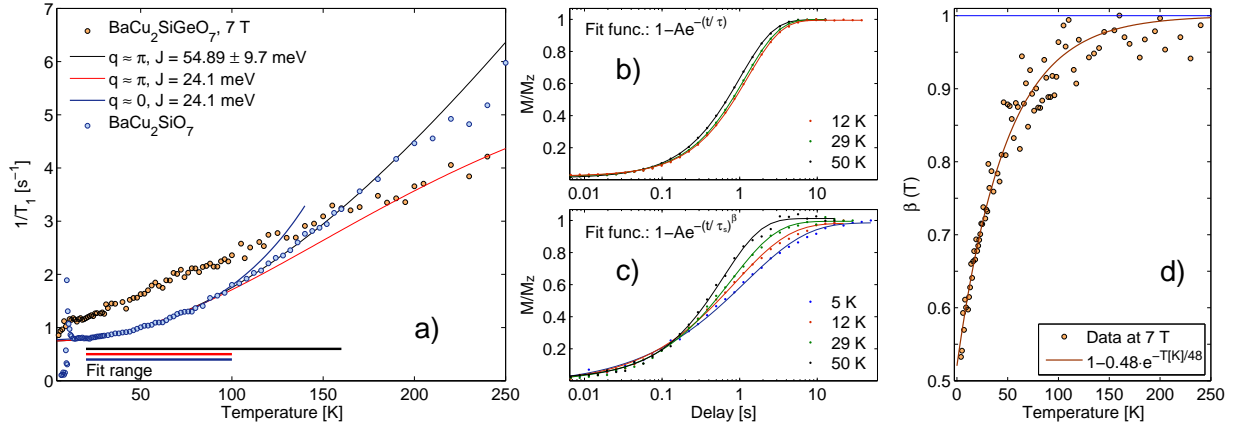 BaCu₂SiGeO₇, 7 T
q ≈ π, J = 54.89 ± 9.7 meV
q ≈ π, J = 24.1 meV
q ≈ 0, J = 24.1 meV
BaCu₂SiO₇
1/T₁ [s⁻¹]
7
6
5
4
3
2
1
0
a)
Fit range
50
100
150
200
250
Temperature [K]
Fit func.: 1−Ae^−(t/ τ)
b)
M/Mz
1
0.8
0.6
0.4
0.2
12 K
29 K
50 K
0.01
0.1
1
10
Fit func.: 1−Ae^−(t/ τₛ)^β
c)
M/Mz
1
0.8
0.6
0.4
0.2
5 K
12 K
29 K
50 K
0.01
0.1
1
10
Delay [s]
β (T)
1
0.9
0.8
0.7
0.6
0.5
d)
Data at 7 T
1−0.48·e^−T[K]/48
0
50
100
150
200
250
Temperature [K]